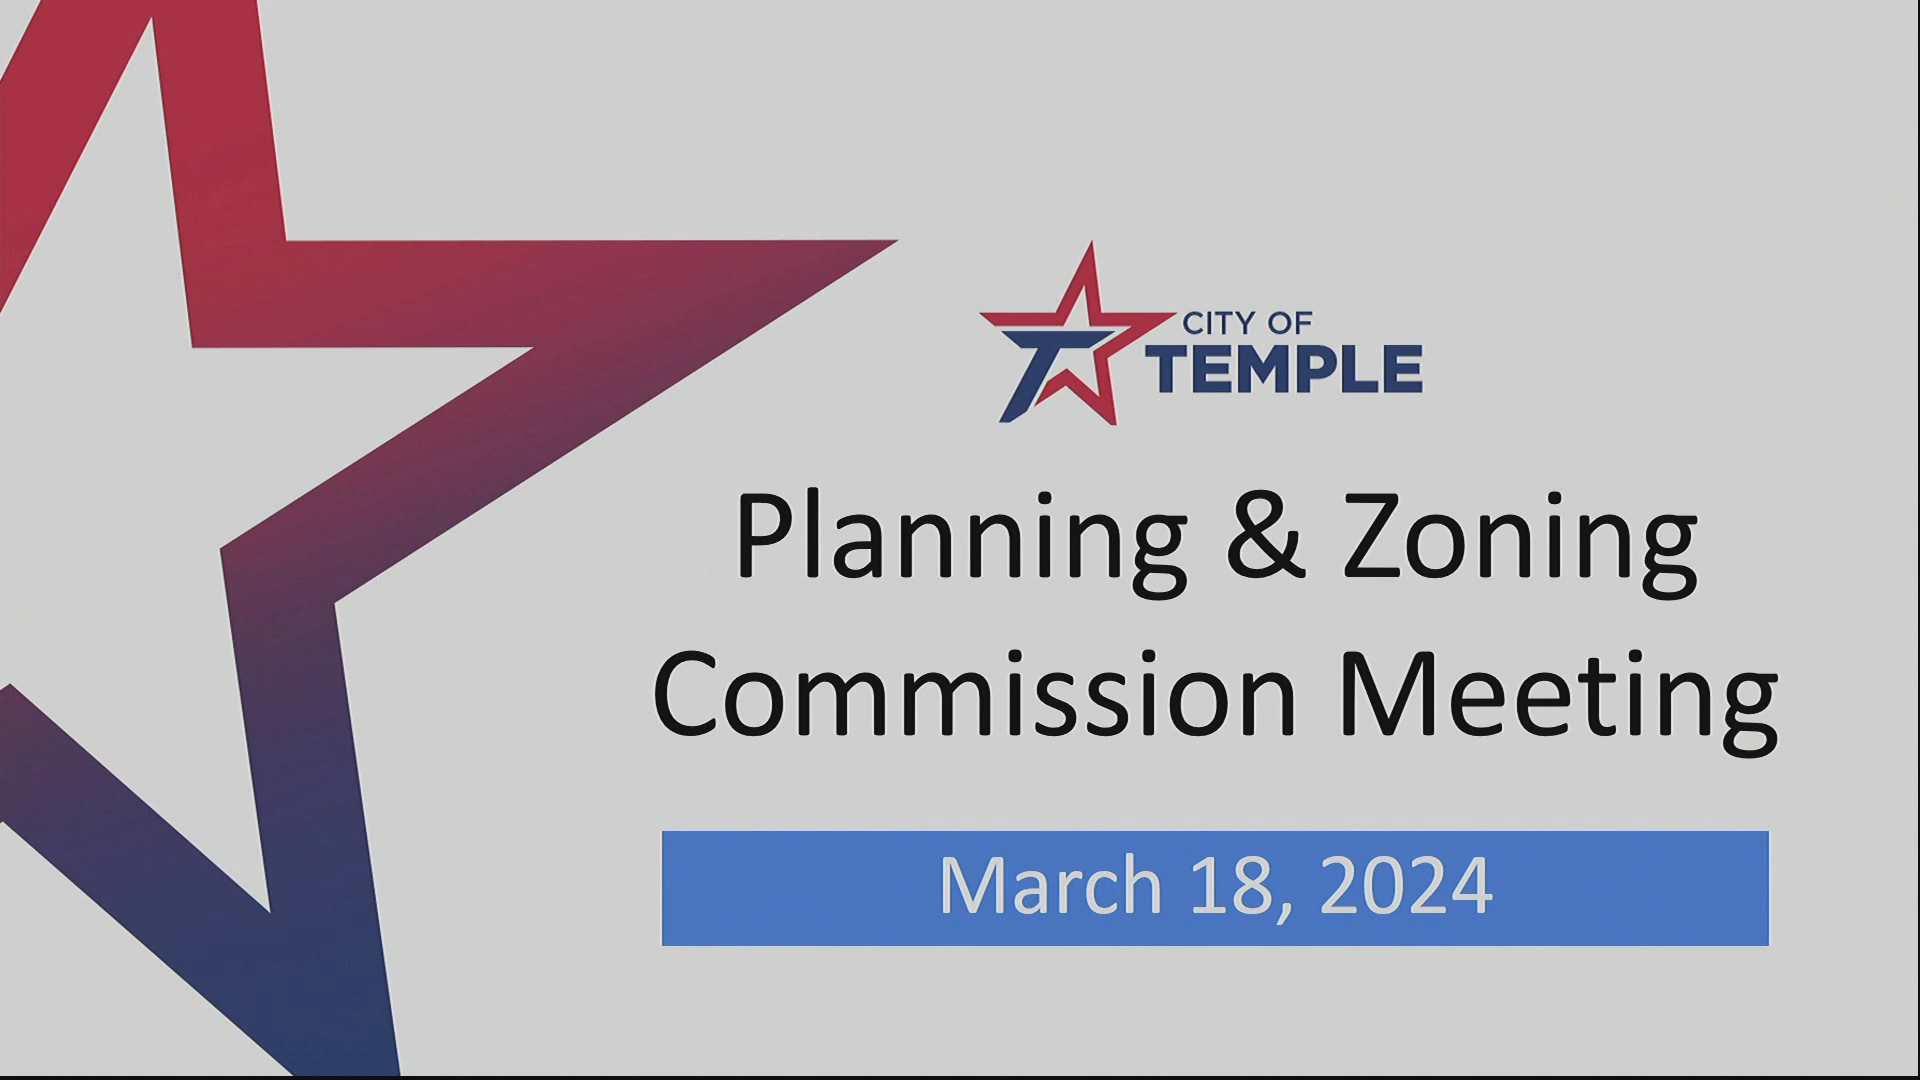 CITY OF
TEMPLE
Planning & Zoning
Commission Meeting
March 18, 2024